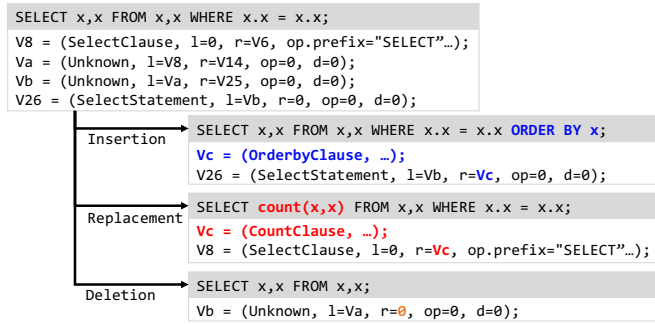 SELECT x,x FROM x,x WHERE x.x = x.x;
V8 = (SelectClause, l=0, r=V6, op.prefix="SELECT”…);
Va = (Unknown, l=V8, r=V14, op=0, d=0);
Vb = (Unknown, l=Va, r=V25, op=0, d=0);
V26 = (SelectStatement, l=Vb, r=0, op=0, d=0);
Insertion
SELECT x,x FROM x,x WHERE x.x = x.x ORDER BY x;
Vc = (OrderbyClause, …);
V26 = (SelectStatement, l=Vb, r=Vc, op=0, d=0);
Replacement
SELECT count(x,x) FROM x,x WHERE x.x = x.x;
Vc = (CountClause, …);
V8 = (SelectClause, l=0, r=Vc, op.prefix="SELECT”…);
Deletion
SELECT x,x FROM x,x;
Vb = (Unknown, l=Va, r=0, op=0, d=0);